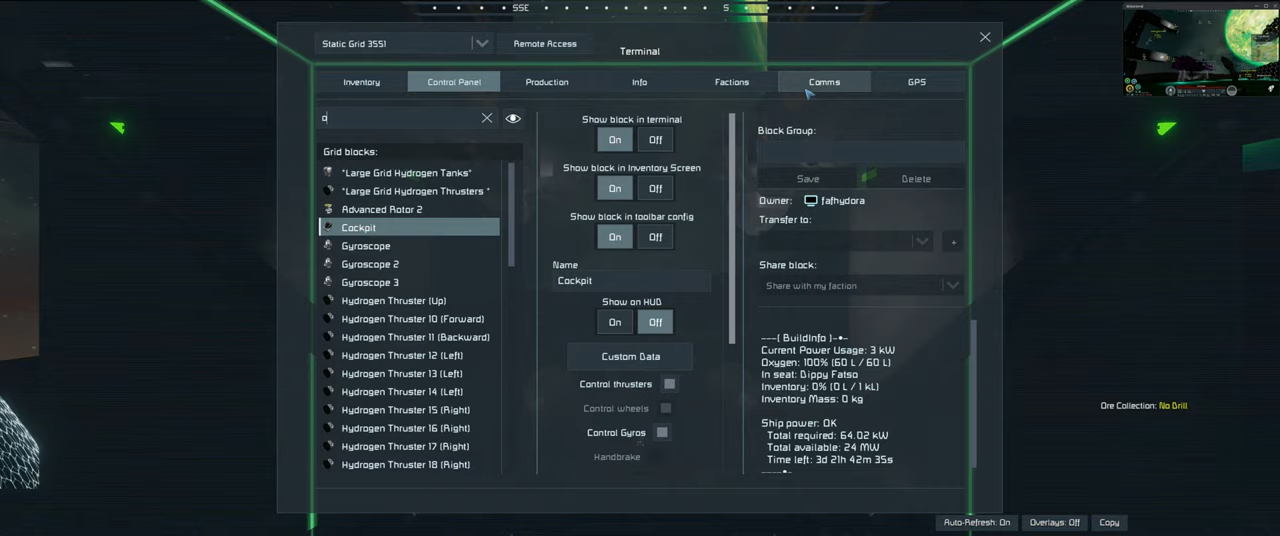 SSE
S
Static Grid 3551
Remote Access
Terminal
Inventory
Control Panel
Production
Info
Factions
Comms
GPS
a
Grid blocks:
*Large Grid Hydrogen Tanks*
*Large Grid Hydrogen Thrusters *
Advanced Rotor 2
Cockpit
Gyroscope
Gyroscope 2
Gyroscope 3
Hydrogen Thruster (Up)
Hydrogen Thruster 10 (Forward)
Hydrogen Thruster 11 (Backward)
Hydrogen Thruster 12 (Left)
Hydrogen Thruster 13 (Left)
Hydrogen Thruster 14 (Left)
Hydrogen Thruster 15 (Right)
Hydrogen Thruster 16 (Right)
Hydrogen Thruster 17 (Right)
Hydrogen Thruster 18 (Right)
Show block in terminal
On Off
Show block in Inventory Screen
On Off
Show block in toolbar config
On Off
Name
Cockpit
Show on HUD
On Off
Custom Data
Control thrusters
Control wheels
Control Gyros
Handbrake
Block Group:
Save Delete
Owner: fathydora
Transfer to:
+
Share block:
Share with my faction
---( BuildInfo )-•-
Current Power Usage: 3 kW
Oxygen: 100% (60 L / 60 L)
In seat: Dippy Fatso
Inventory: 0% (0 L / 1 kL)
Inventory Mass: 0 kg
Ship power: OK
Total required: 64.02 kW
Total available: 24 MW
Time left: 3d 21h 42m 35s
Ore Collection: No Drill
Auto-Refresh: On
Overlays: Off
Copy